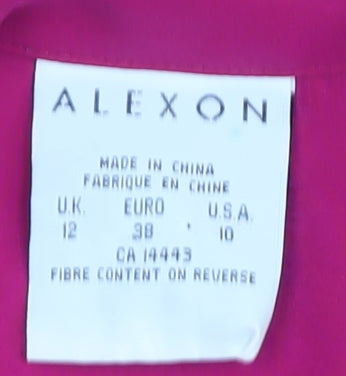 ALEXON
MADE IN CHINA
FABRIQUE EN CHINE
U.K. EURO U.S.A.
12 38 10
CA 14443
FIBRE CONTENT ON REVERSE